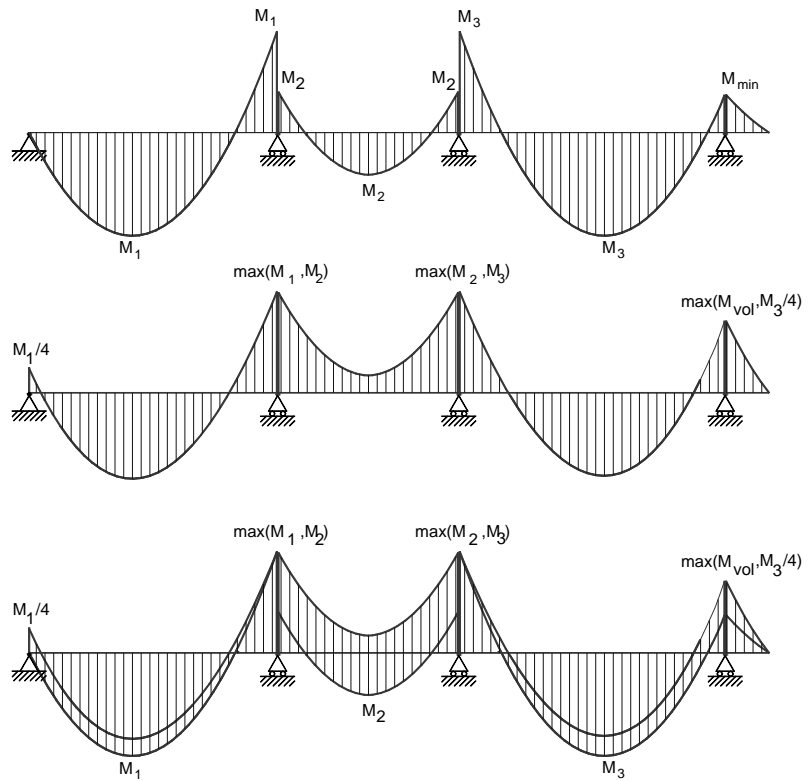 M1 M3
M2 M2 Mmin
M2
M1 M3
max(M1,M2) max(M2,M3)
max(Mvol,M3/4)
M1/4
max(M1,M2) max(M2,M3)
max(Mvol,M3/4)
M1/4
M2
M1 M3